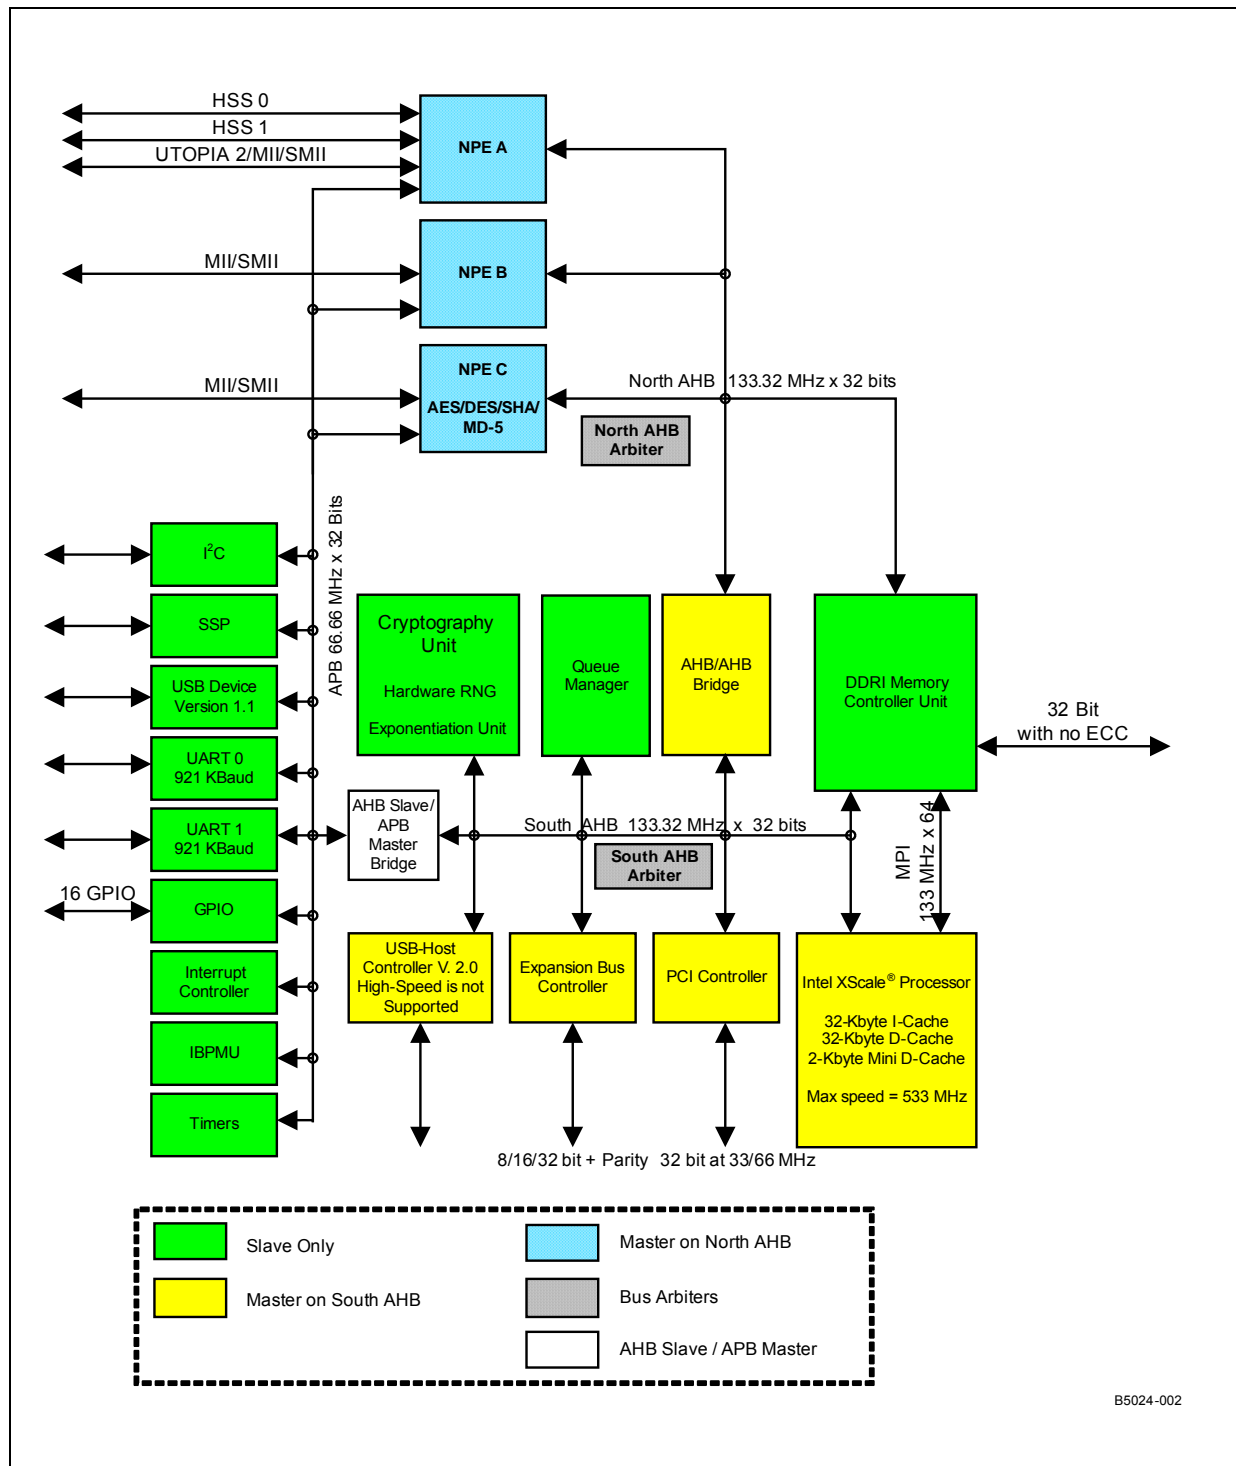 HSS 0
HSS 1
UTOPIA 2/MII/SMII
NPE A
MII/SMII
NPE B
MII/SMII
NPE C
AES/DES/SHA/
MD-5
North AHB 133.32 MHz x 32 bits
North AHB
Arbiter
APB 66.66 MHz x 32 Bits
I²C
SSP
USB Device
Version 1.1
UART 0
921 KBaud
UART 1
921 KBaud
16 GPIO
GPIO
Interrupt
Controller
IBPMU
Timers
Cryptography
Unit
Hardware RNG
Exponentiation Unit
Queue
Manager
AHB/AHB
Bridge
DDRI Memory
Controller Unit
32 Bit
with no ECC
AHB Slave/
APB
Master
Bridge
South AHB 133.32 MHz x 32 bits
South AHB
Arbiter
MPI
133 MHz x 64
USB-Host
Controller V. 2.0
High-Speed is not
Supported
Expansion Bus
Controller
PCI Controller
Intel XScale® Processor
32-Kbyte I-Cache
32-Kbyte D-Cache
2-Kbyte Mini D-Cache
Max speed = 533 MHz
8/16/32 bit + Parity
32 bit at 33/66 MHz
Slave Only
Master on South AHB
Master on North AHB
Bus Arbiters
AHB Slave / APB Master
B5024-002